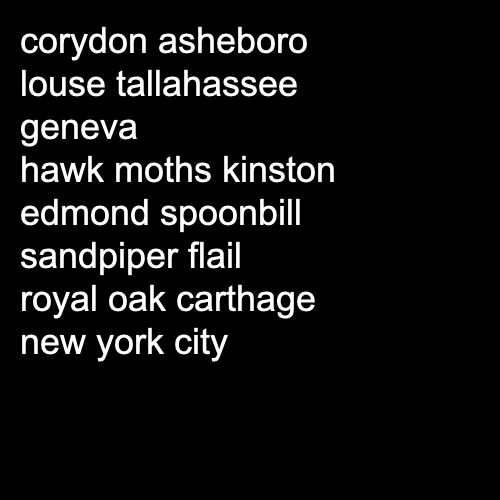 corydon asheboro
louse tallahassee
geneva
hawk moths kinston
edmond spoonbill
sandpiper flail
royal oak carthage
new york city